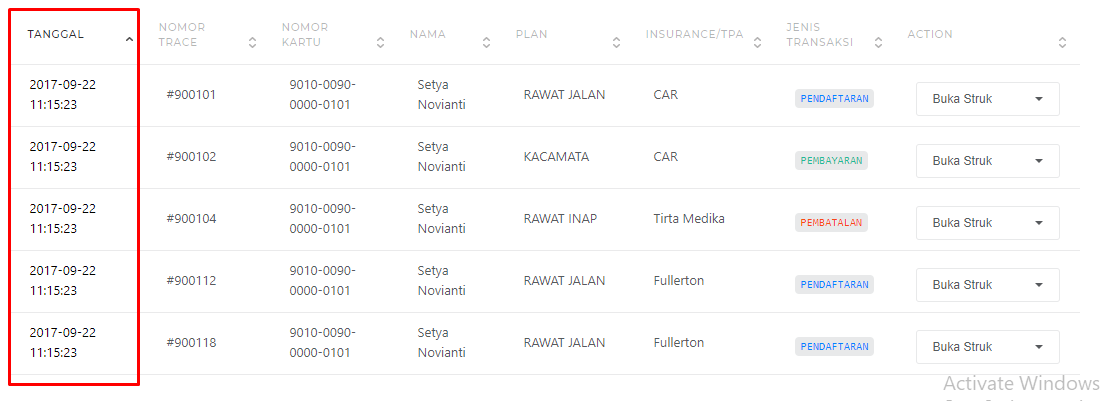 TANGGAL
NOMOR TRACE
NOMOR KARTU
NAMA
PLAN
INSURANCE/TPA
JENIS TRANSAKSI
ACTION
2017-09-22 11:15:23
#900101
9010-0090-0000-0101
Setya Novianti
RAWAT JALAN
CAR
PENDAFTARAN
Buka Struk
2017-09-22 11:15:23
#900102
9010-0090-0000-0101
Setya Novianti
KACAMATA
CAR
PEMBAYARAN
Buka Struk
2017-09-22 11:15:23
#900104
9010-0090-0000-0101
Setya Novianti
RAWAT INAP
Tirta Medika
PEMBATALAN
Buka Struk
2017-09-22 11:15:23
#900112
9010-0090-0000-0101
Setya Novianti
RAWAT JALAN
Fullerton
PENDAFTARAN
Buka Struk
2017-09-22 11:15:23
#900118
9010-0090-0000-0101
Setya Novianti
RAWAT JALAN
Fullerton
PENDAFTARAN
Buka Struk
Activate Windows